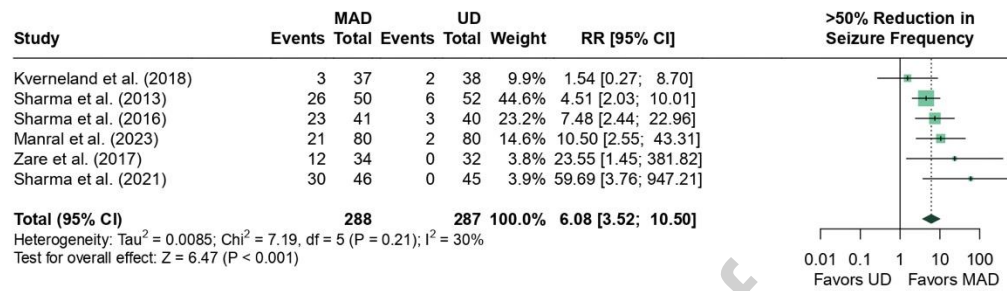 MAD UD >50% Reduction in
Study Events Total Events Total Weight RR [95% CI] Seizure Frequency
Kverneland et al. (2018) 3 37 2 38 9.9% 1.54 [0.27; 8.70]
Sharma et al. (2013) 26 50 6 52 44.6% 4.51 [2.03; 10.01]
Sharma et al. (2016) 23 41 3 40 23.2% 7.48 [2.44; 22.96]
Manral et al. (2023) 21 80 2 80 14.6% 10.50 [2.55; 43.31]
Zare et al. (2017) 12 34 0 32 3.8% 23.55 [1.45; 381.82]
Sharma et al. (2021) 30 46 0 45 3.9% 59.69 [3.76; 947.21]
Total (95% CI) 288 287 100.0% 6.08 [3.52; 10.50]
Heterogeneity: Tau² = 0.0085; Chi² = 7.19, df = 5 (P = 0.21); I² = 30%
Test for overall effect: Z = 6.47 (P < 0.001)
0.01 0.1 1 10 100
Favors UD Favors MAD